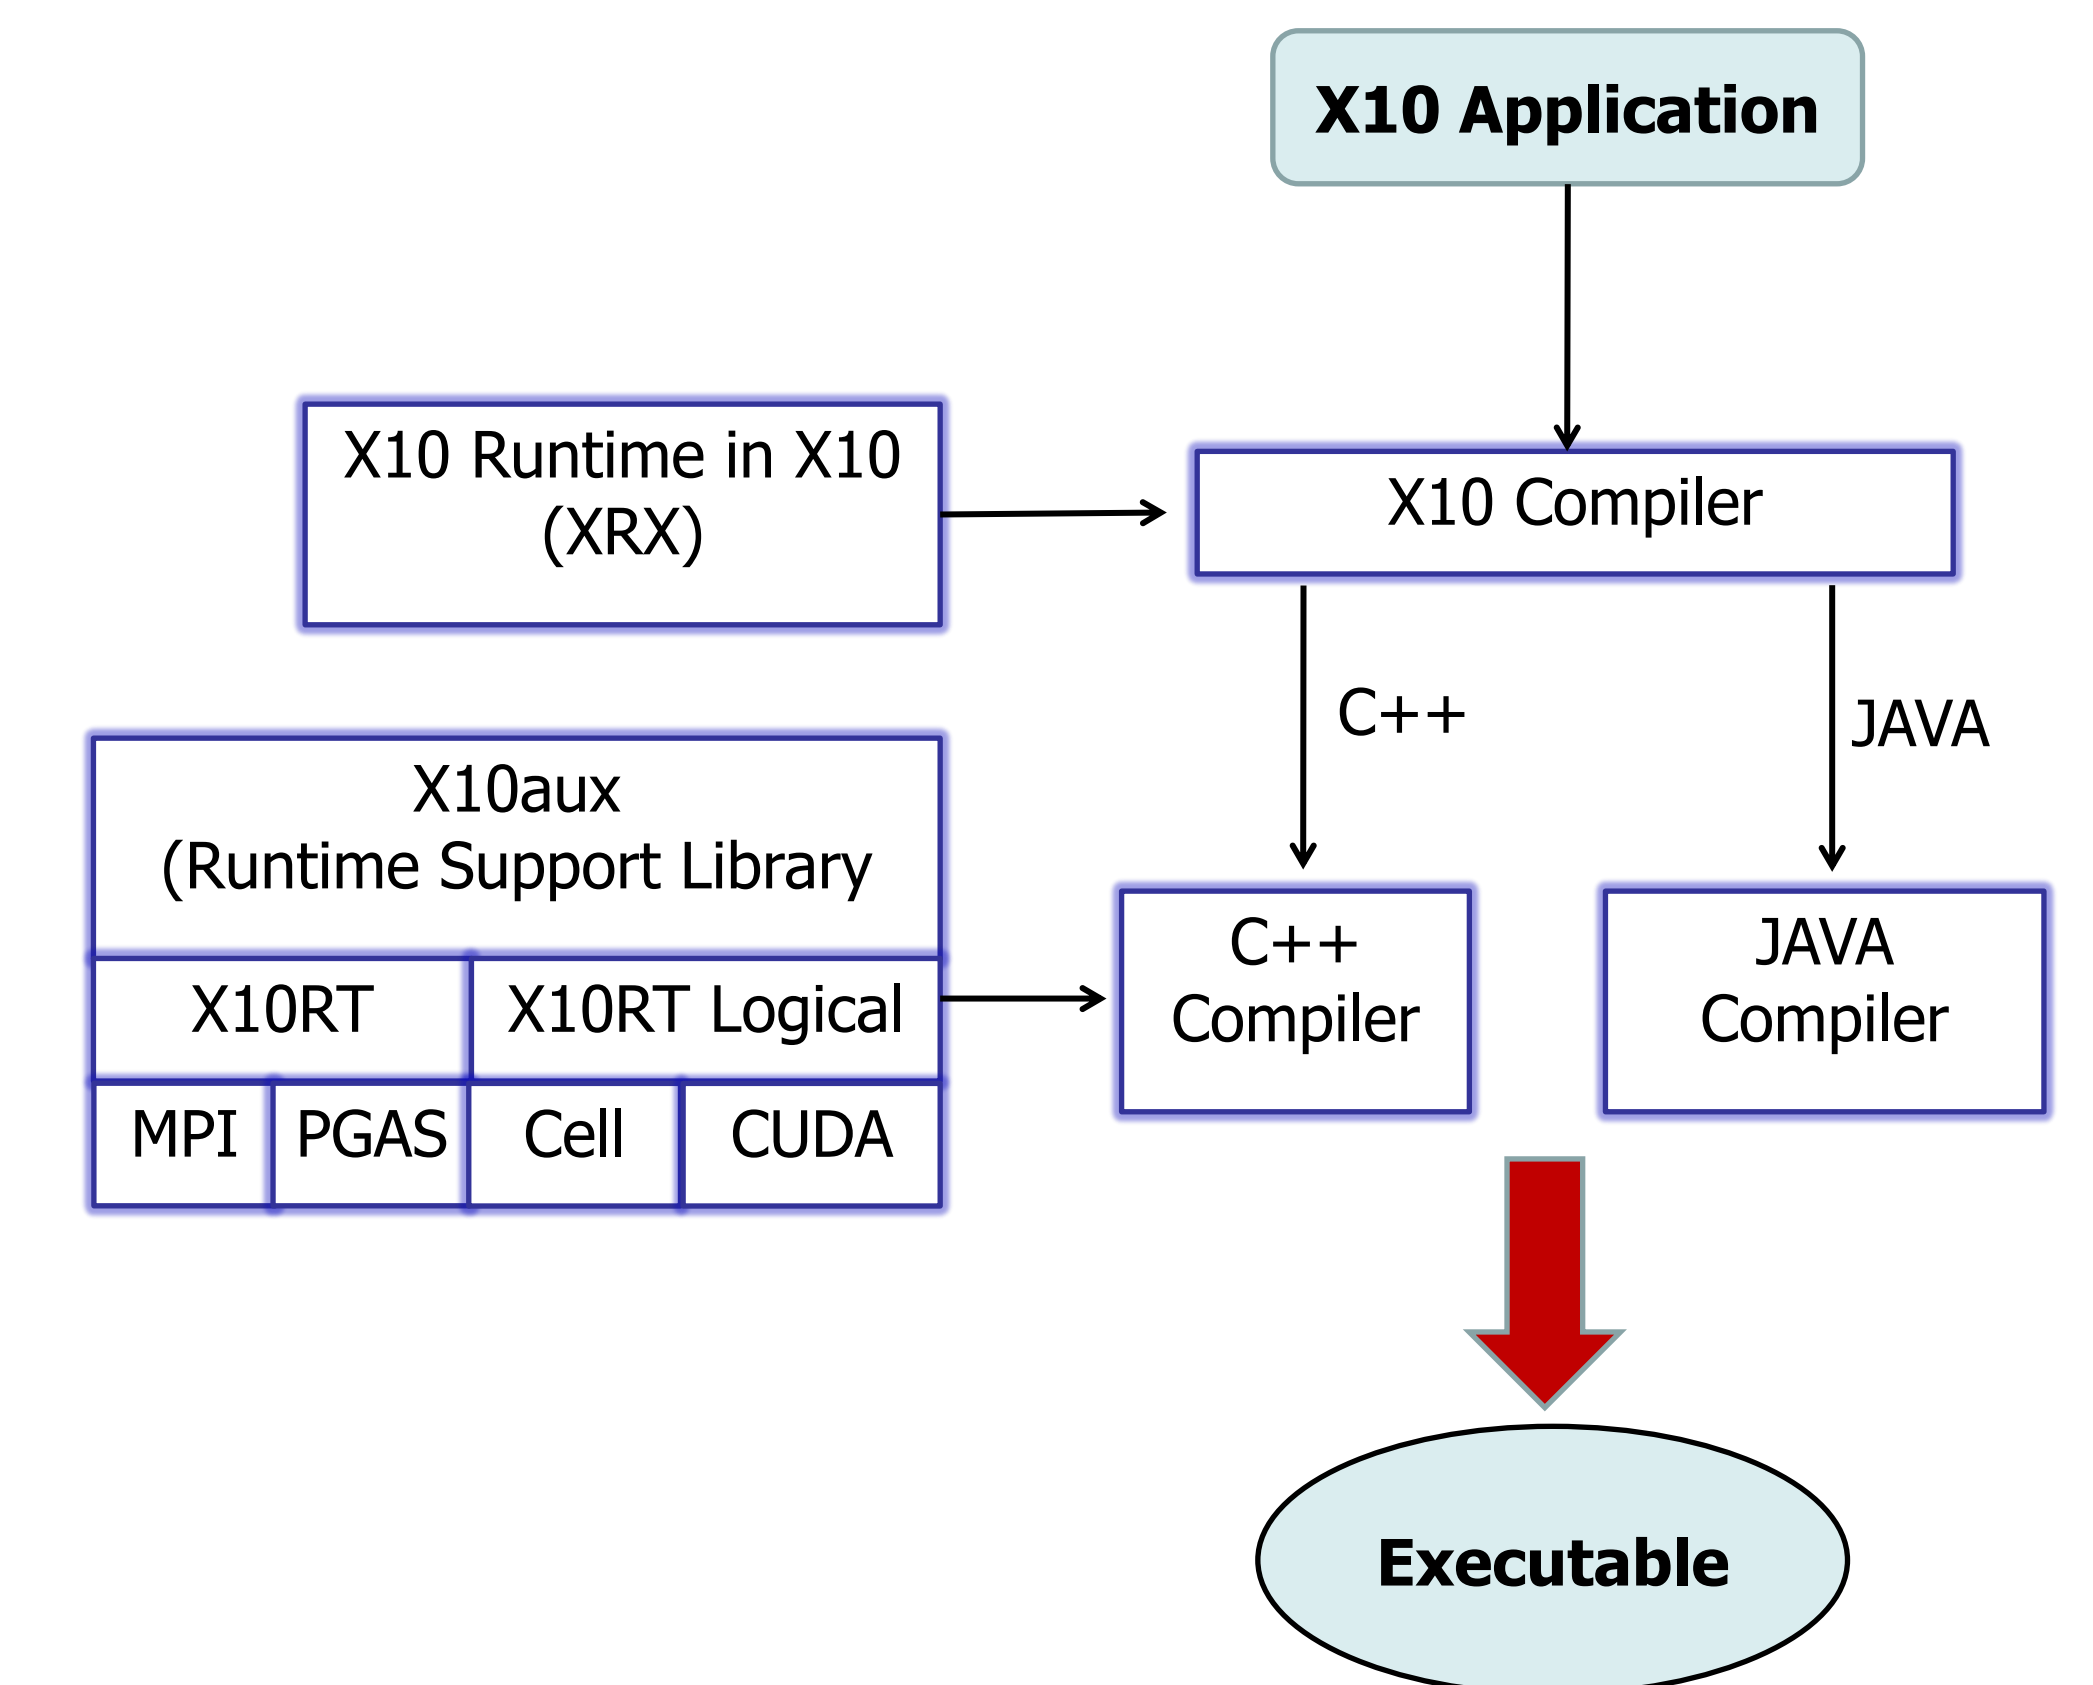 X10 Application
X10 Runtime in X10
(XRX)
X10 Compiler
C++
JAVA
X10aux
(Runtime Support Library
X10RT
X10RT Logical
MPI
PGAS
Cell
CUDA
C++
Compiler
JAVA
Compiler
Executable